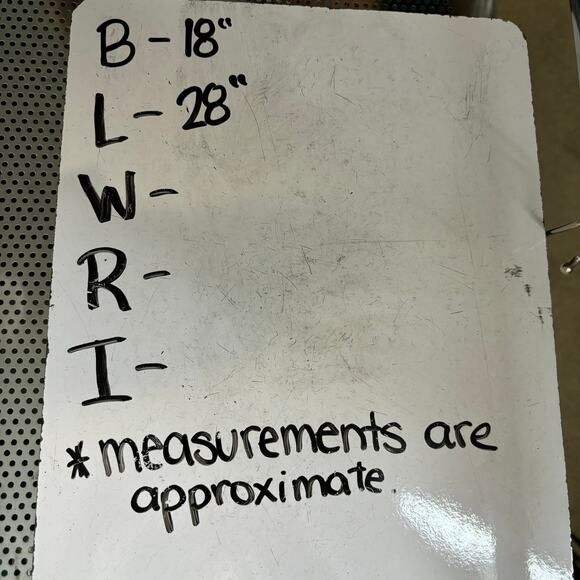 B - 18"
L - 28"
W -
R -
I -
* measurements are
approximate.